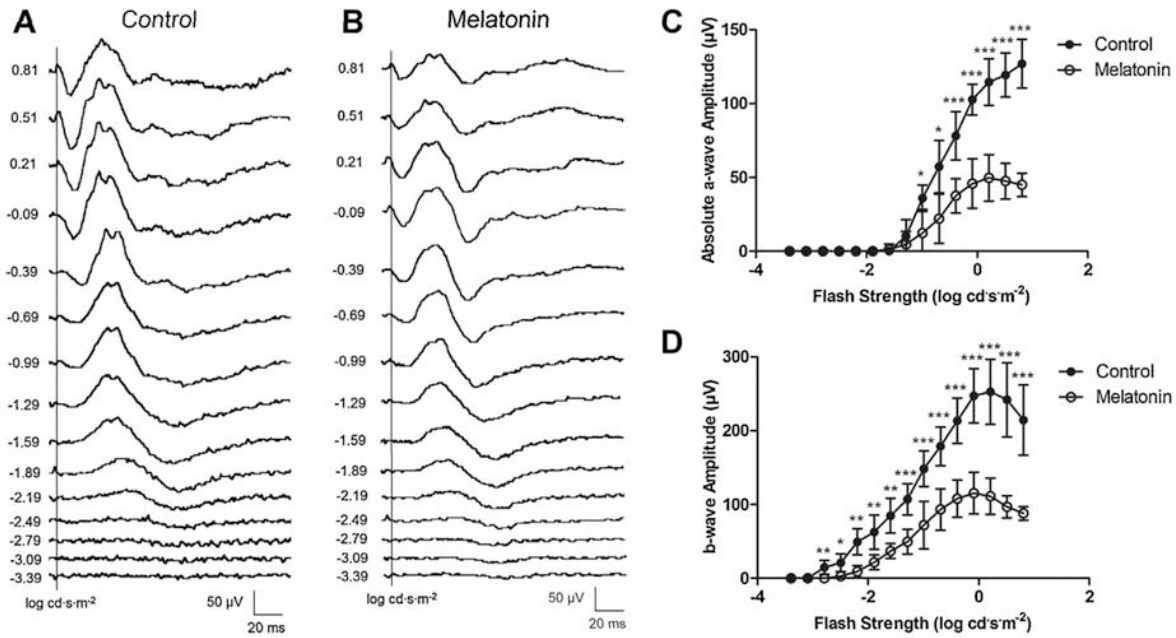 A
Control
0.81
0.51
0.21
-0.09
-0.39
-0.69
-0.99
-1.29
-1.59
-1.89
-2.19
-2.49
-2.79
-3.09
-3.39
log cd·s·m-2
50 µV
20 ms
B
Melatonin
0.81
0.51
0.21
-0.09
-0.39
-0.69
-0.99
-1.29
-1.59
-1.89
-2.19
-2.49
-2.79
-3.09
-3.39
log cd·s·m-2
50 µV
20 ms
C
Absolute a-wave Amplitude (µV)
150
100
50
0
-4
-2
0
2
Flash Strength (log cd·s·m-2)
* * *** *** *** *** ***
Control
Melatonin
D
b-wave Amplitude (µV)
300
200
100
0
-4
-2
0
2
Flash Strength (log cd·s·m-2)
** * ** ** ** *** *** *** *** *** *** *** ***
Control
Melatonin